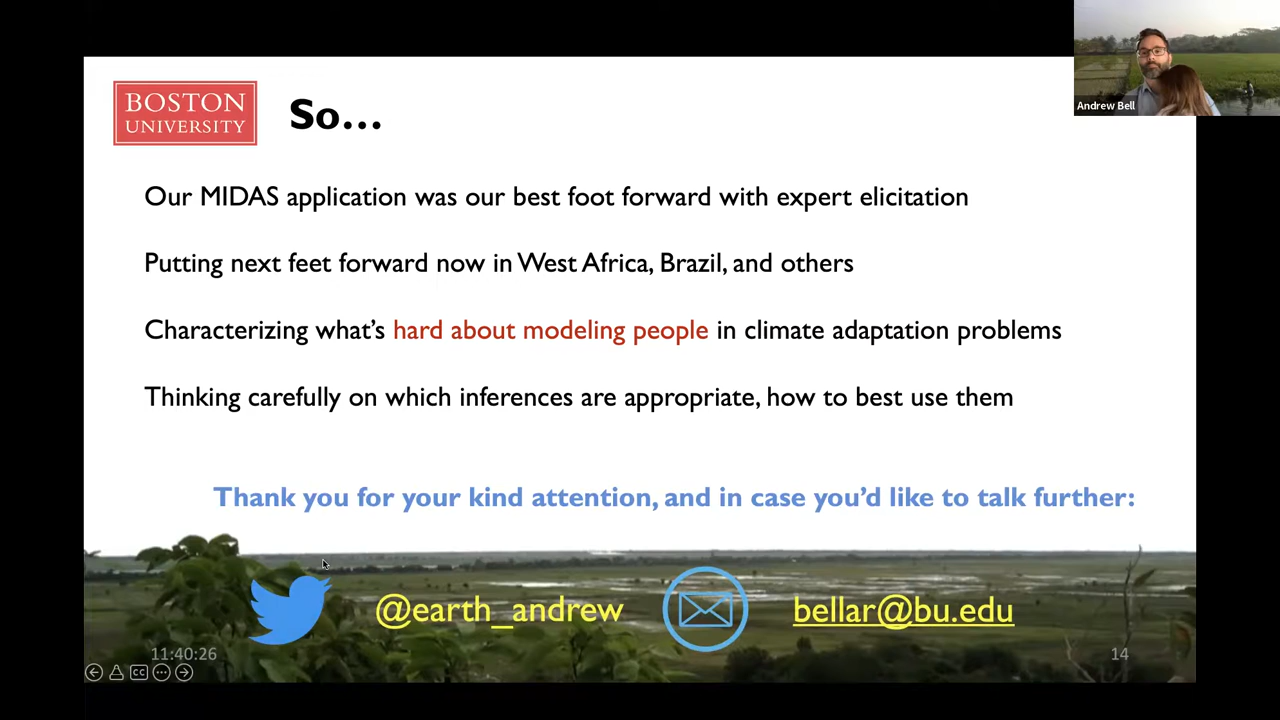 BOSTON
UNIVERSITY
So...
Andrew Bell
Our MIDAS application was our best foot forward with expert elicitation
Putting next feet forward now in West Africa, Brazil, and others
Characterizing what's hard about modeling people in climate adaptation problems
Thinking carefully on which inferences are appropriate, how to best use them
Thank you for your kind attention, and in case you'd like to talk further:
@earth_andrew
bellar@bu.edu
11:40:26
14
CC